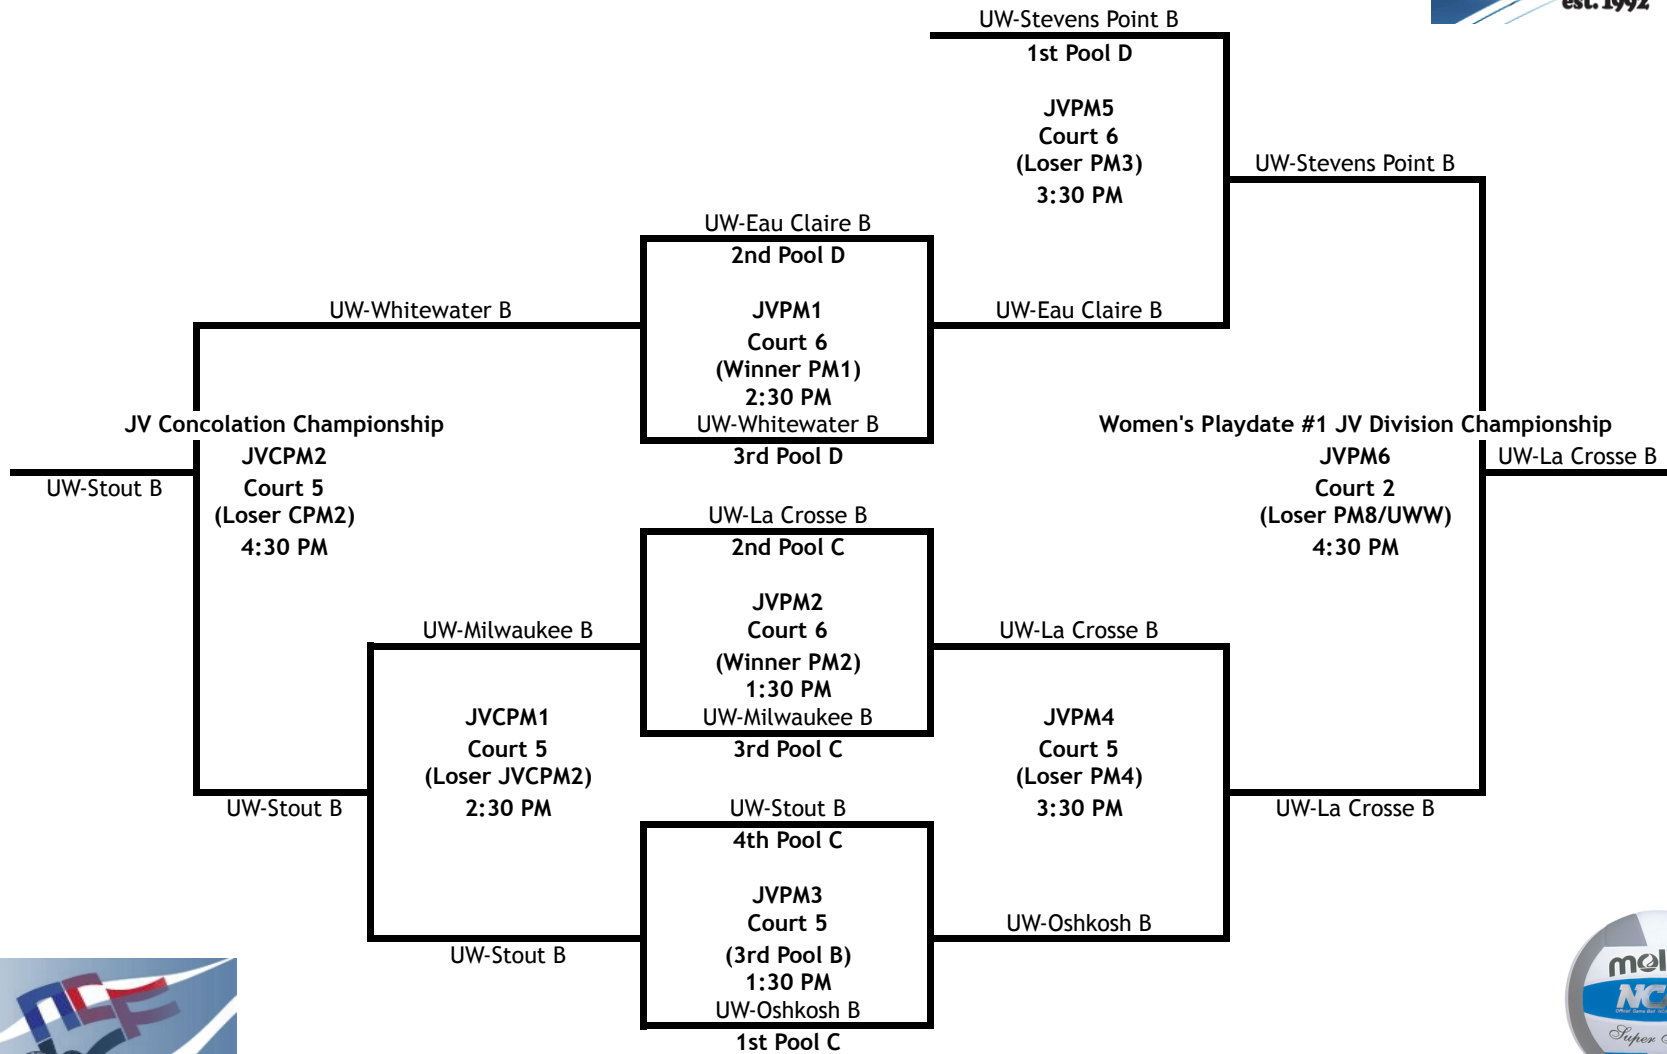 est. 1992
UW-Stevens Point B
1st Pool D
JVPM5
Court 6
(Loser PM3)
3:30 PM
UW-Stevens Point B
UW-Eau Claire B
2nd Pool D
UW-Whitewater B
JVPM1
UW-Eau Claire B
Court 6
(Winner PM1)
2:30 PM
UW-Whitewater B
3rd Pool D
JV Concolation Championship
JVCPM2
UW-Stout B
Court 5
(Loser CPM2)
4:30 PM
Women's Playdate #1 JV Division Championship
JVPM6
UW-La Crosse B
Court 2
(Loser PM8/UWW)
4:30 PM
UW-La Crosse B
2nd Pool C
JVPM2
UW-Milwaukee B
Court 6
UW-La Crosse B
(Winner PM2)
1:30 PM
UW-Milwaukee B
3rd Pool C
JVCPM1
Court 5
(Loser JVCPM2)
2:30 PM
JVPM4
Court 5
(Loser PM4)
3:30 PM
UW-Stout B
UW-La Crosse B
UW-Stout B
4th Pool C
JVPM3
Court 5
UW-Oshkosh B
UW-Stout B
(3rd Pool B)
1:30 PM
UW-Oshkosh B
1st Pool C
ncf
mol
NC
Super